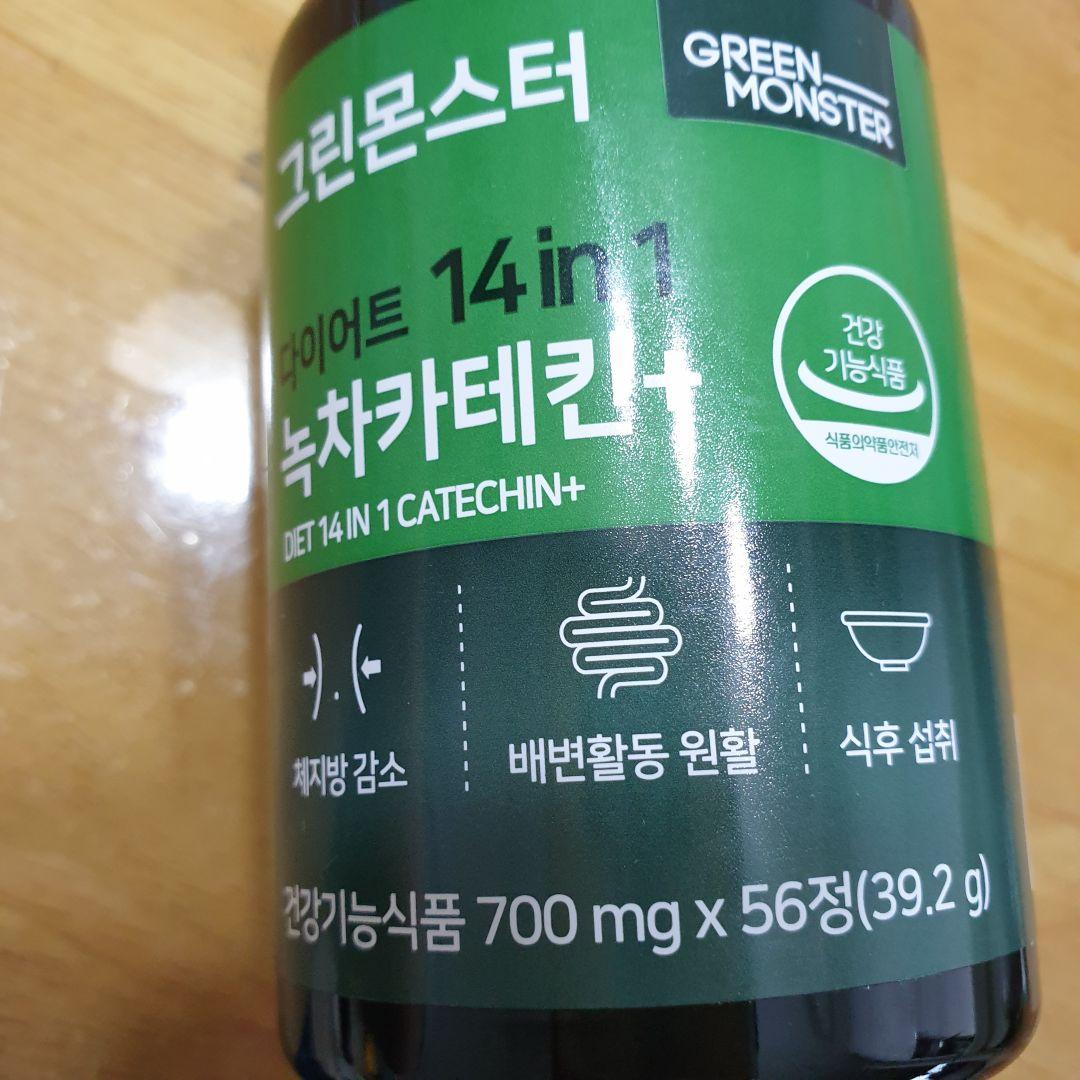 그린몬스터
GREEN
MONSTER
다이어트 14 in 1
녹차카테킨+
DIET 14 IN 1 CATECHIN+
건강
기능식품
식품의약품안전처
체지방 감소
배변활동 원활
식후 섭취
건강기능식품 700 mg x 56정(39.2 g)